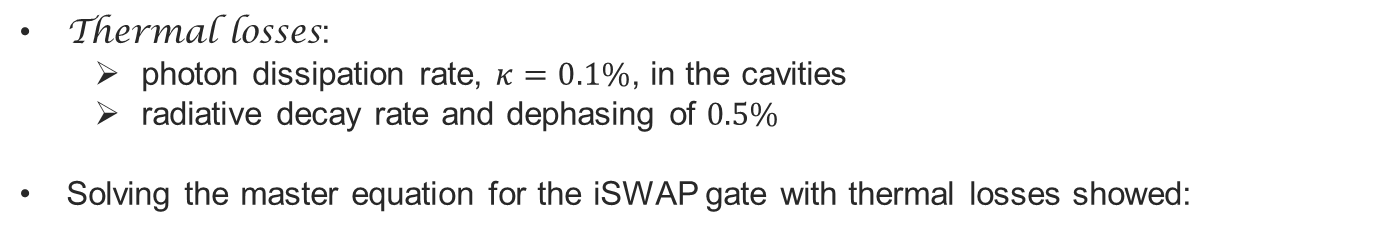 • Thermal losses:
➢ photon dissipation rate, κ = 0.1%, in the cavities
➢ radiative decay rate and dephasing of 0.5%
• Solving the master equation for the iSWAP gate with thermal losses showed: